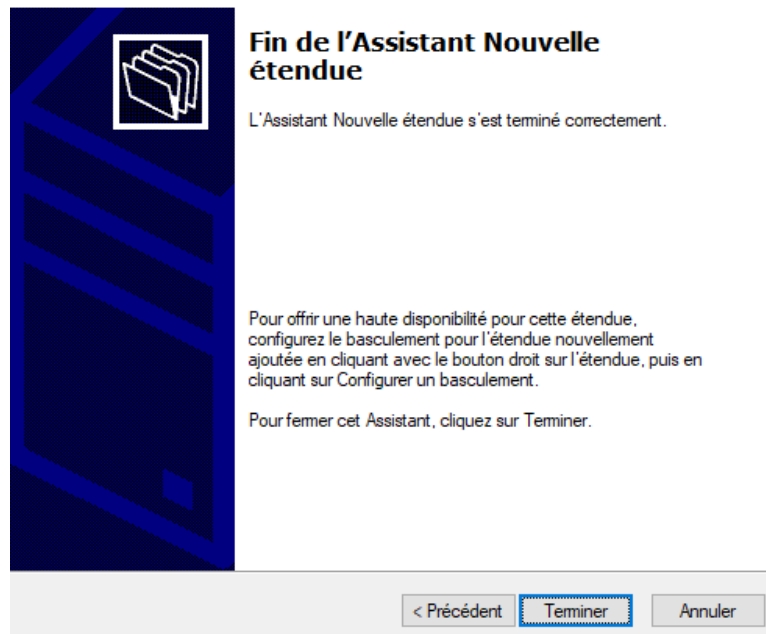 Fin de l'Assistant Nouvelle
étendue
L'Assistant Nouvelle étendue s'est terminé correctement.
Pour offrir une haute disponibilité pour cette étendue,
configurez le basculement pour l'étendue nouvellement
ajoutée en cliquant avec le bouton droit sur l'étendue, puis en
cliquant sur Configurer un basculement.
Pour fermer cet Assistant, cliquez sur Terminer.
< Précédent Terminer Annuler